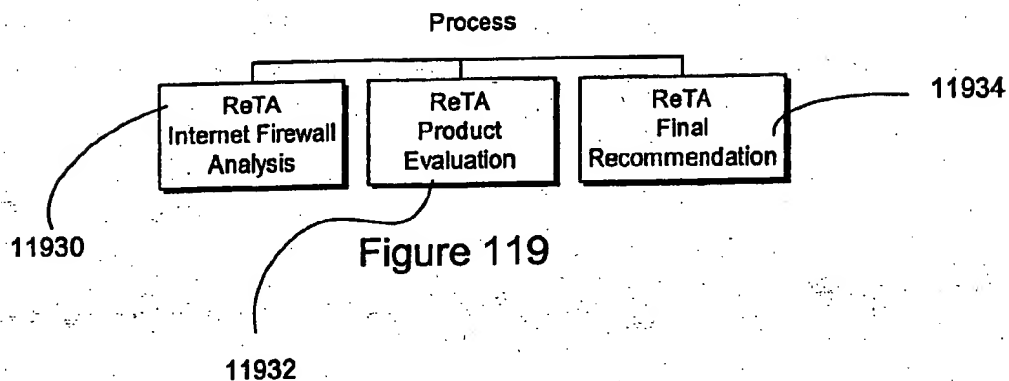 Process
ReTA
Internet Firewall
Analysis
ReTA
Product
Evaluation
ReTA
Final
Recommendation
11934
11930
Figure 119
11932